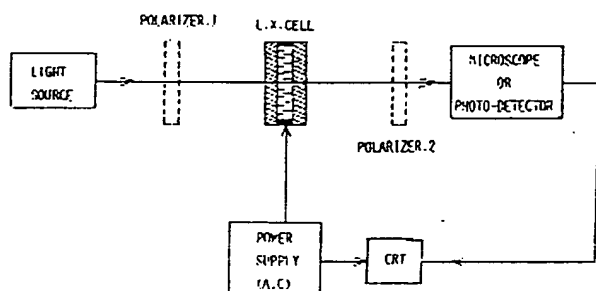 POLARIZER.1
L.X.CELL
LIGHT
SOURCE
MICROSCOPE
OR
PHOTO-DETECTOR
POLARIZER.2
POWER
SUPPLY
(A.C)
CRT